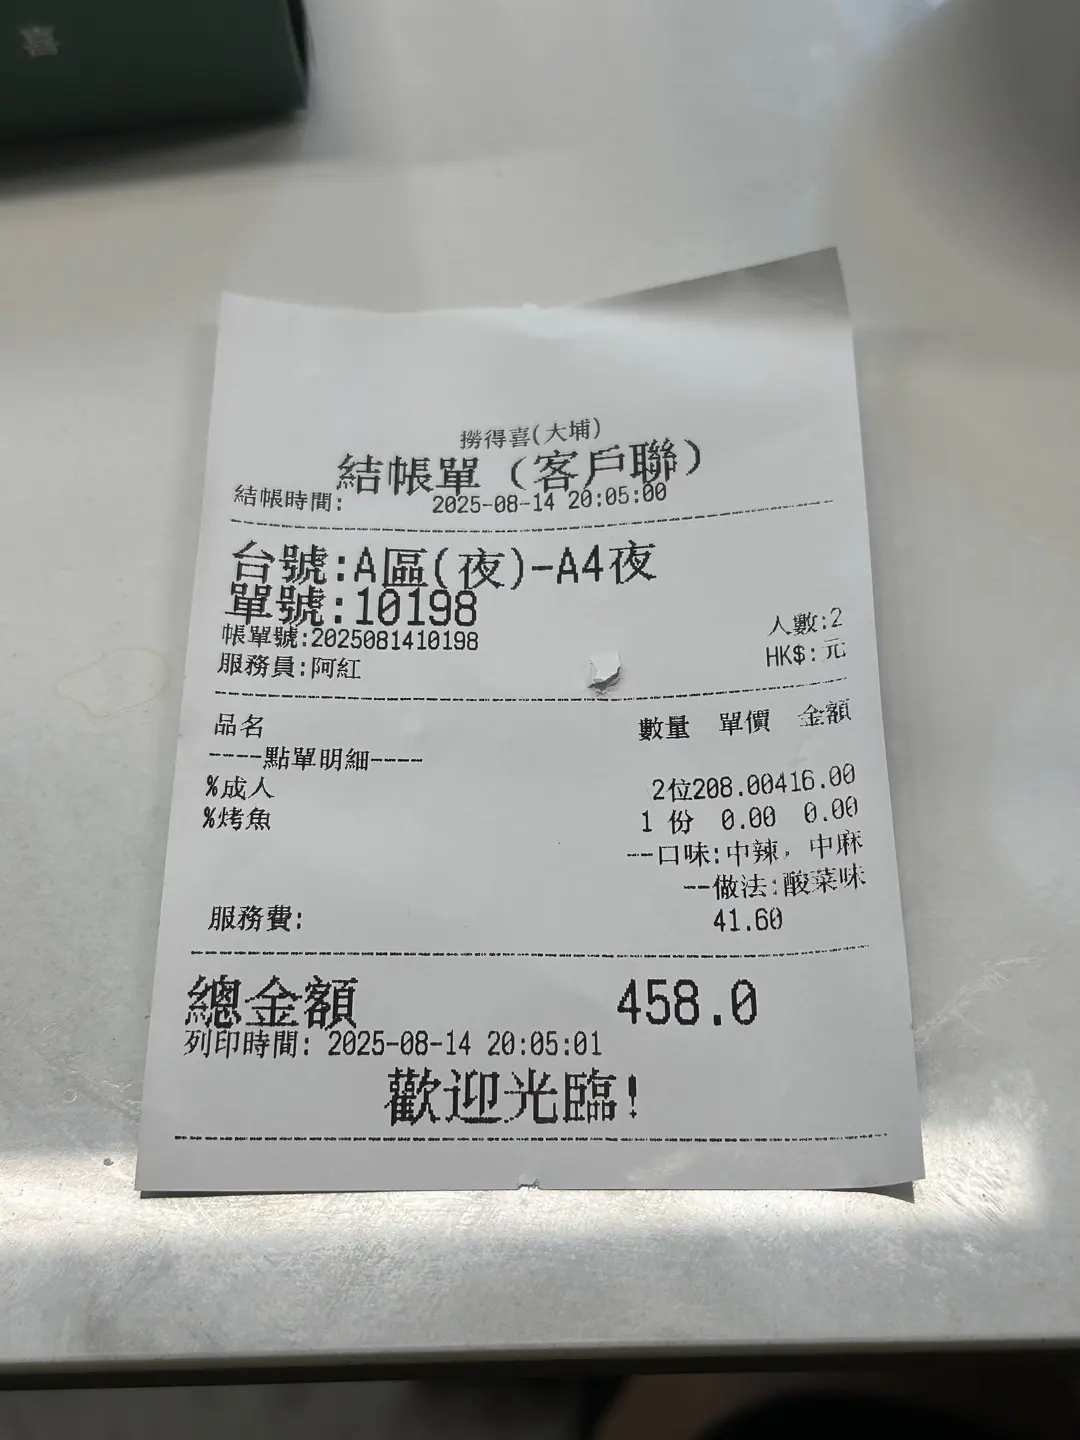 喜
撈得喜(大埔)
結帳單（客戶聯）
結帳時間: 2025-08-14 20:05:00
台號:A區(夜)-A4夜
單號:10198
人數:2
帳單號:2025081410198
HK$:元
服務員:阿紅
品名 數量 單價 金額
----點單明細----
%成人 2位208.00416.00
%烤魚 1 份 0.00 0.00
--口味:中辣，中麻
--做法:酸菜味
服務費: 41.60
總金額 458.0
列印時間: 2025-08-14 20:05:01
歡迎光臨!